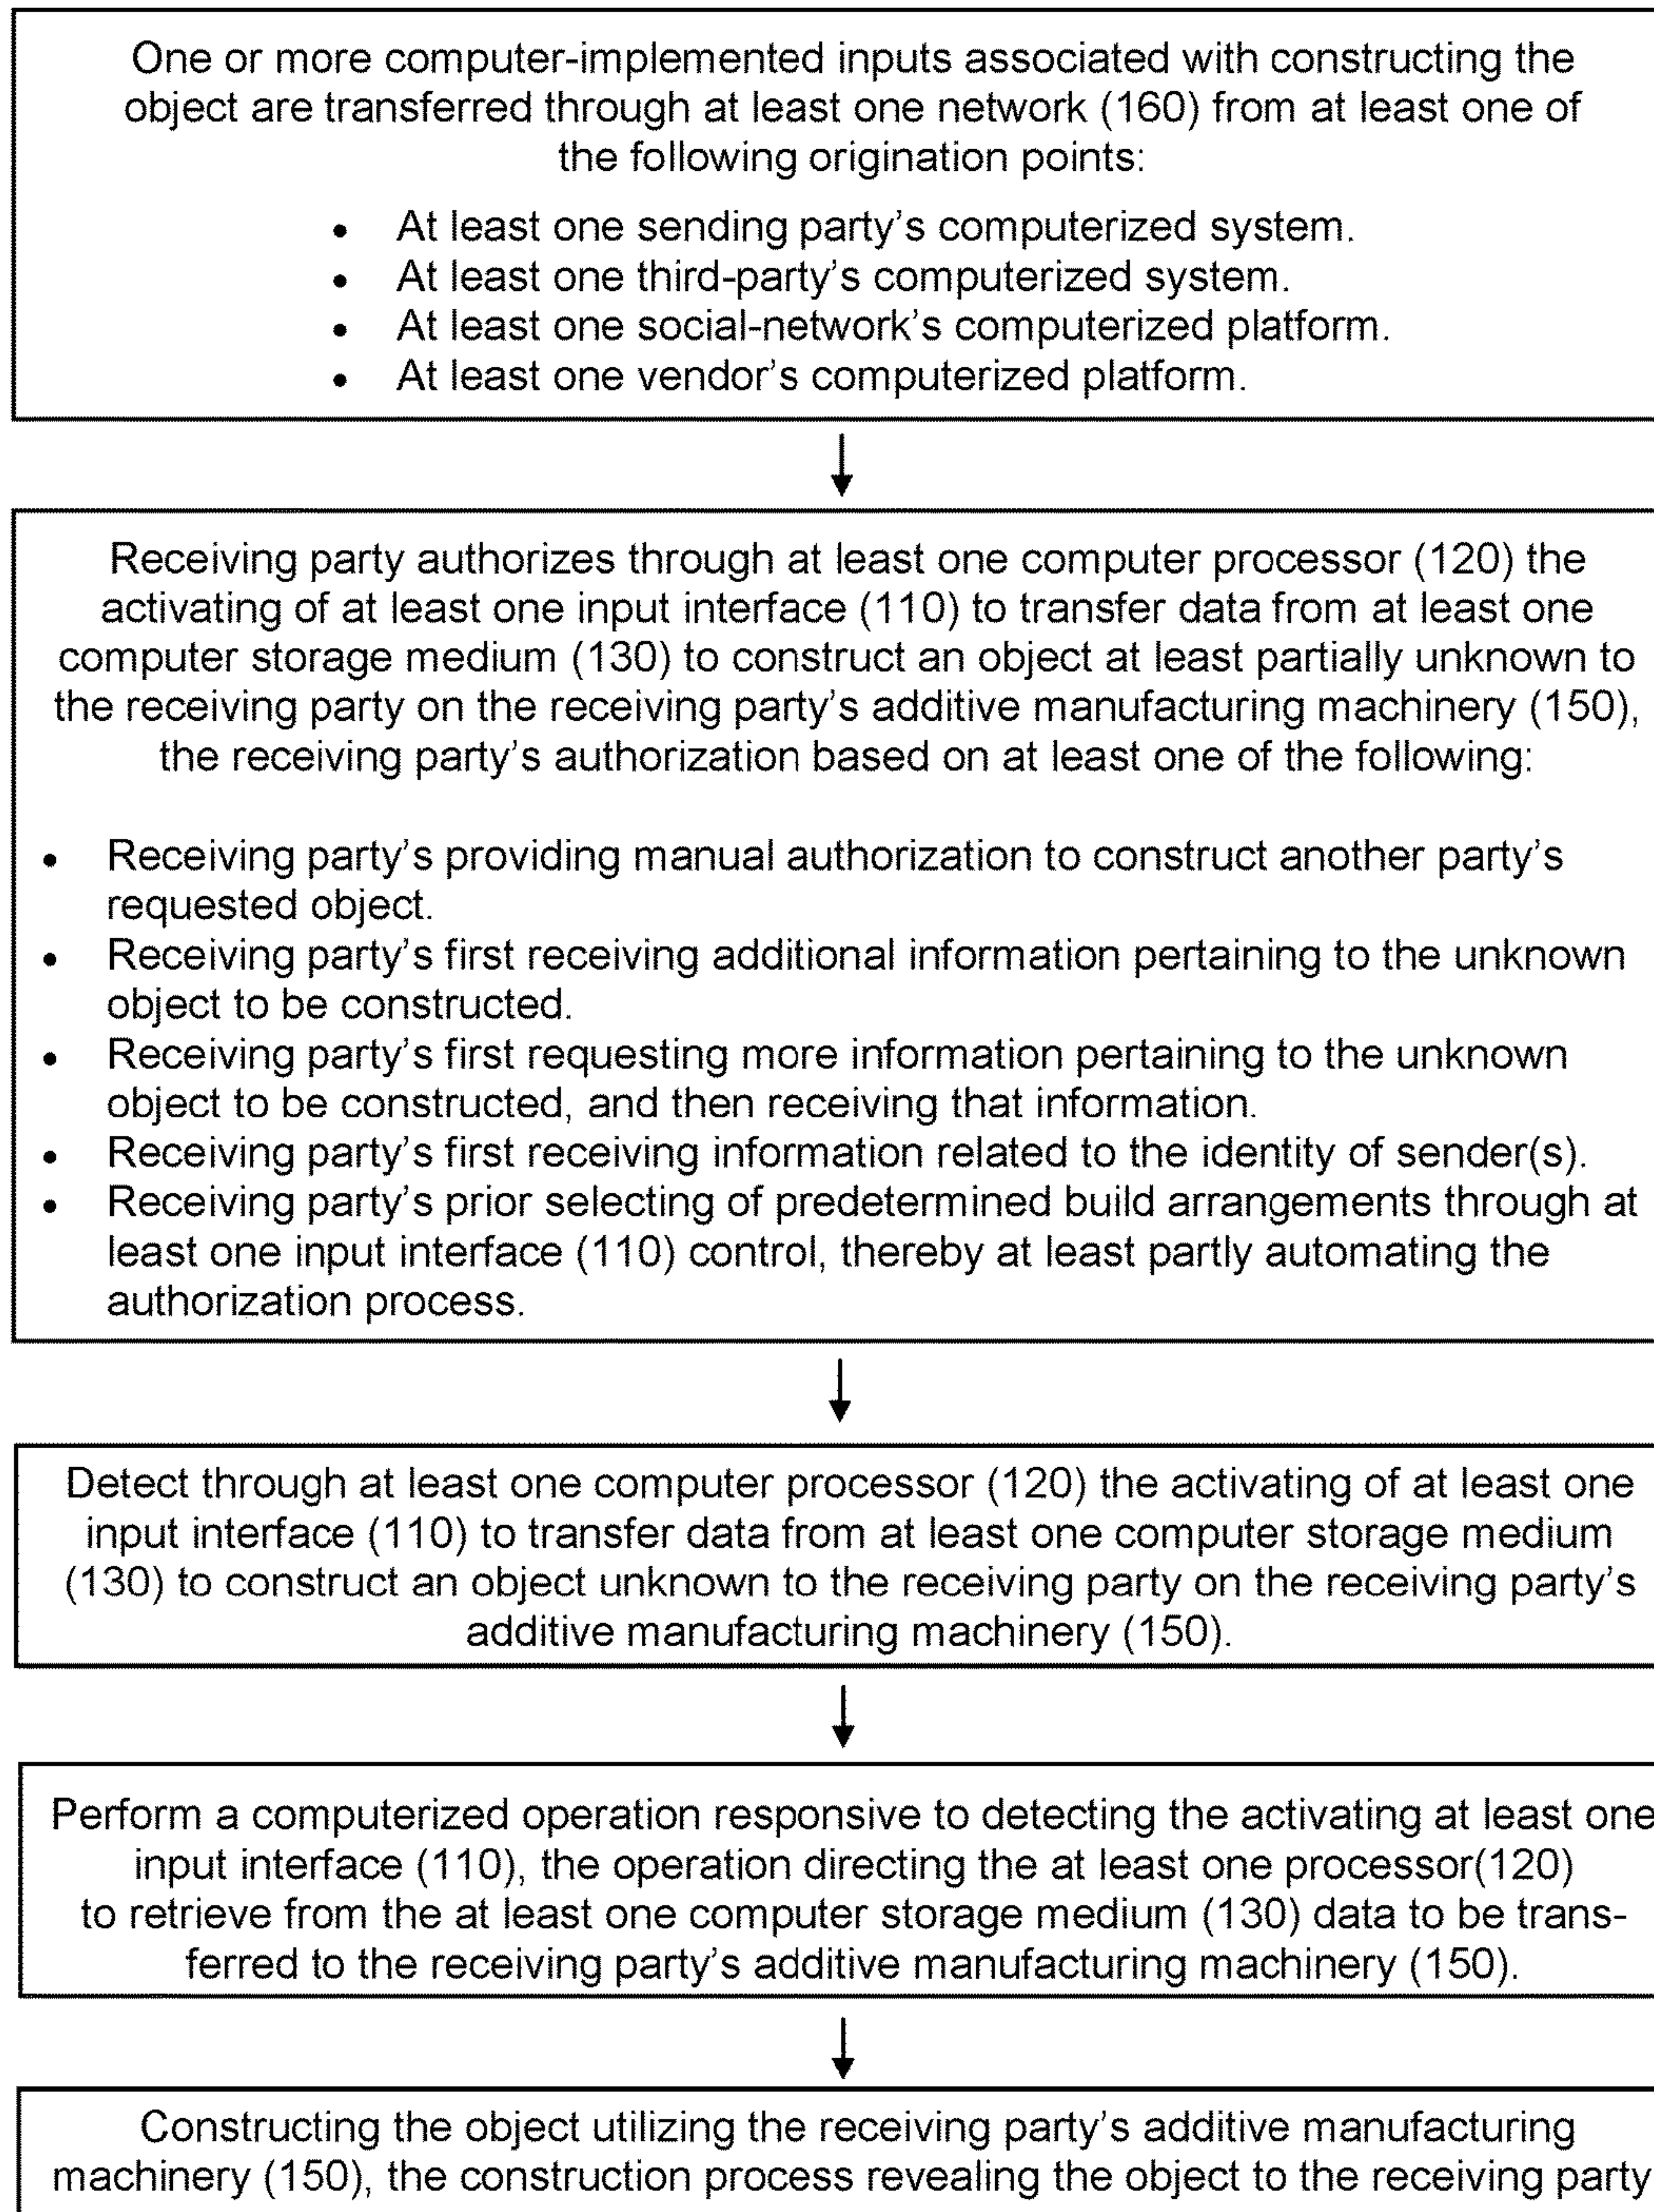 One or more computer-implemented inputs associated with constructing the
object are transferred through at least one network (160) from at least one of
the following origination points:
• At least one sending party's computerized system.
• At least one third-party's computerized system.
• At least one social-network's computerized platform.
• At least one vendor's computerized platform.
Receiving party authorizes through at least one computer processor (120) the
activating of at least one input interface (110) to transfer data from at least one
computer storage medium (130) to construct an object at least partially unknown to
the receiving party on the receiving party's additive manufacturing machinery (150),
the receiving party's authorization based on at least one of the following:
• Receiving party's providing manual authorization to construct another party's
requested object.
• Receiving party's first receiving additional information pertaining to the unknown
object to be constructed.
• Receiving party's first requesting more information pertaining to the unknown
object to be constructed, and then receiving that information.
• Receiving party's first receiving information related to the identity of sender(s).
• Receiving party's prior selecting of predetermined build arrangements through at
least one input interface (110) control, thereby at least partly automating the
authorization process.
Detect through at least one computer processor (120) the activating of at least one
input interface (110) to transfer data from at least one computer storage medium
(130) to construct an object unknown to the receiving party on the receiving party's
additive manufacturing machinery (150).
Perform a computerized operation responsive to detecting the activating at least one
input interface (110), the operation directing the at least one processor(120)
to retrieve from the at least one computer storage medium (130) data to be trans-
ferred to the receiving party's additive manufacturing machinery (150).
Constructing the object utilizing the receiving party's additive manufacturing
machinery (150), the construction process revealing the object to the receiving party